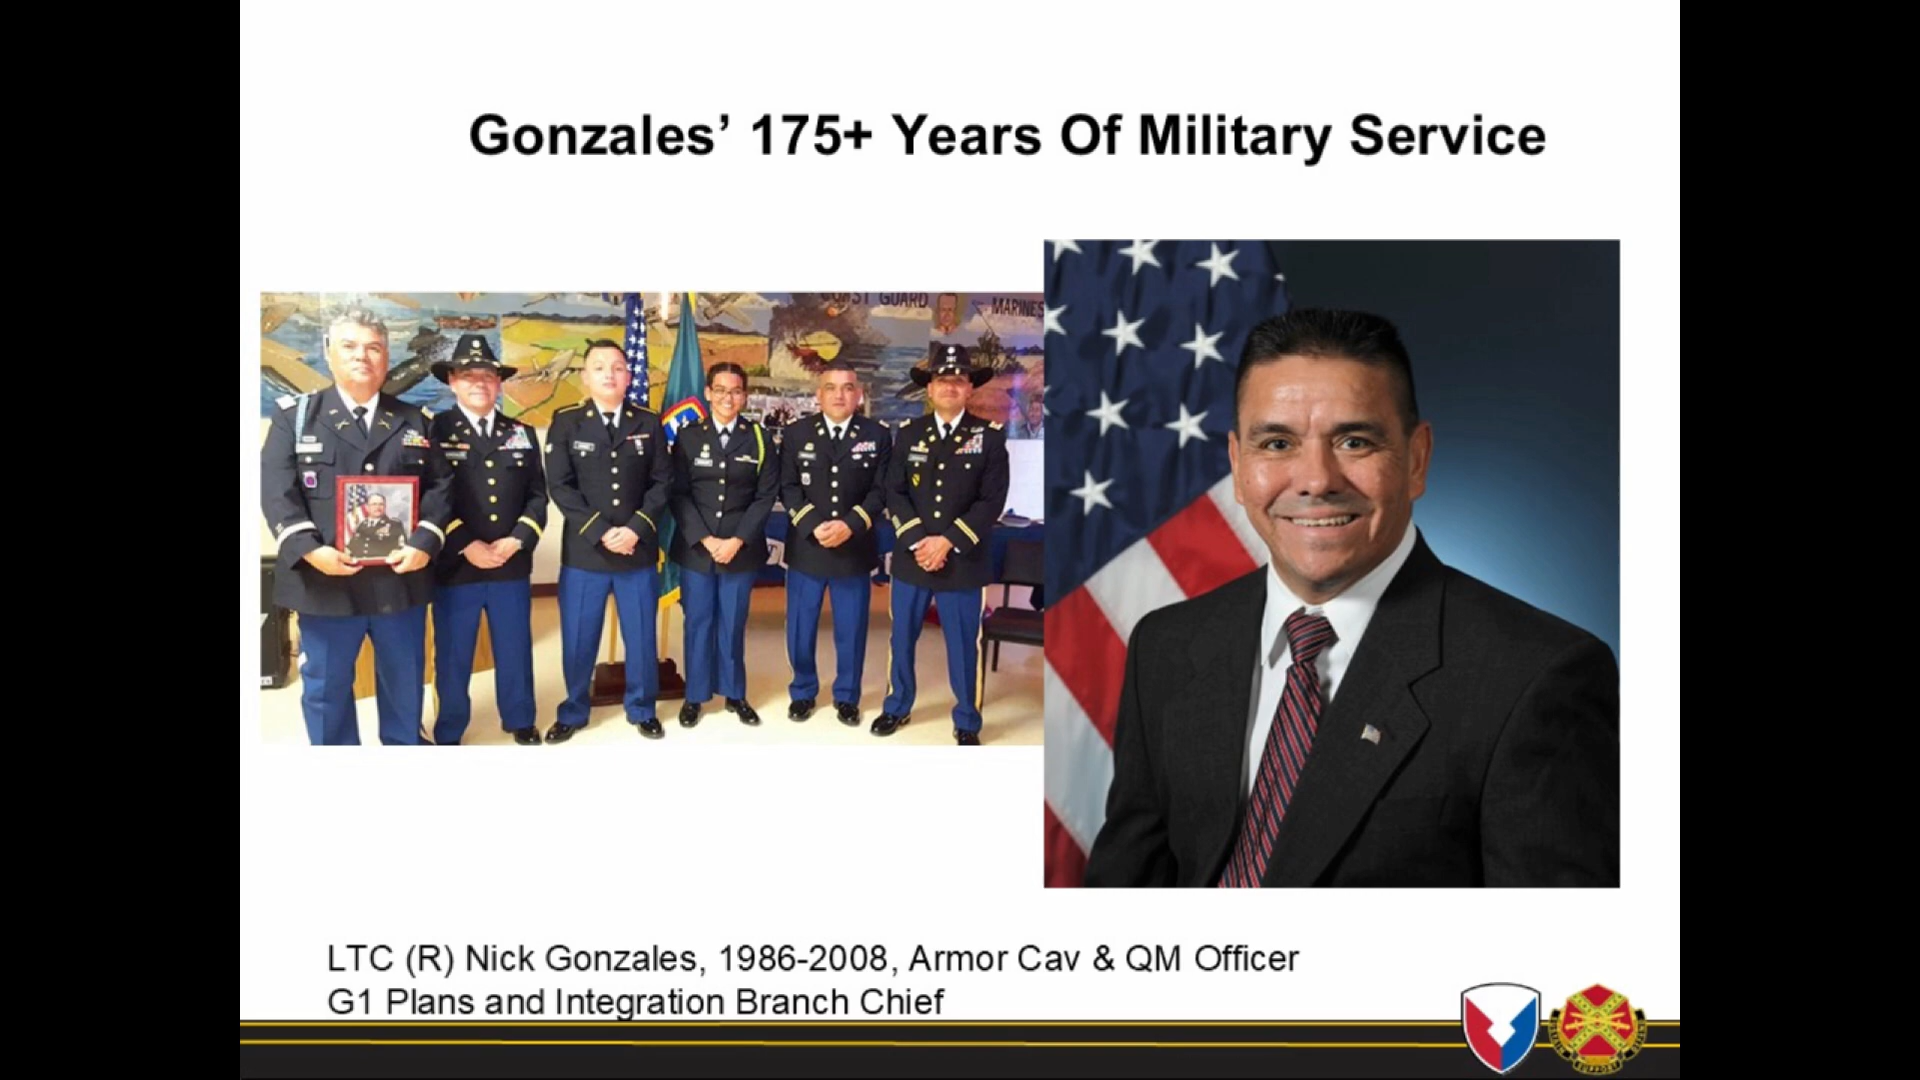 Gonzales’ 175+ Years Of Military Service
COAST GUARD
MARINES
LTC (R) Nick Gonzales, 1986-2008, Armor Cav & QM Officer
G1 Plans and Integration Branch Chief
SUPPORT